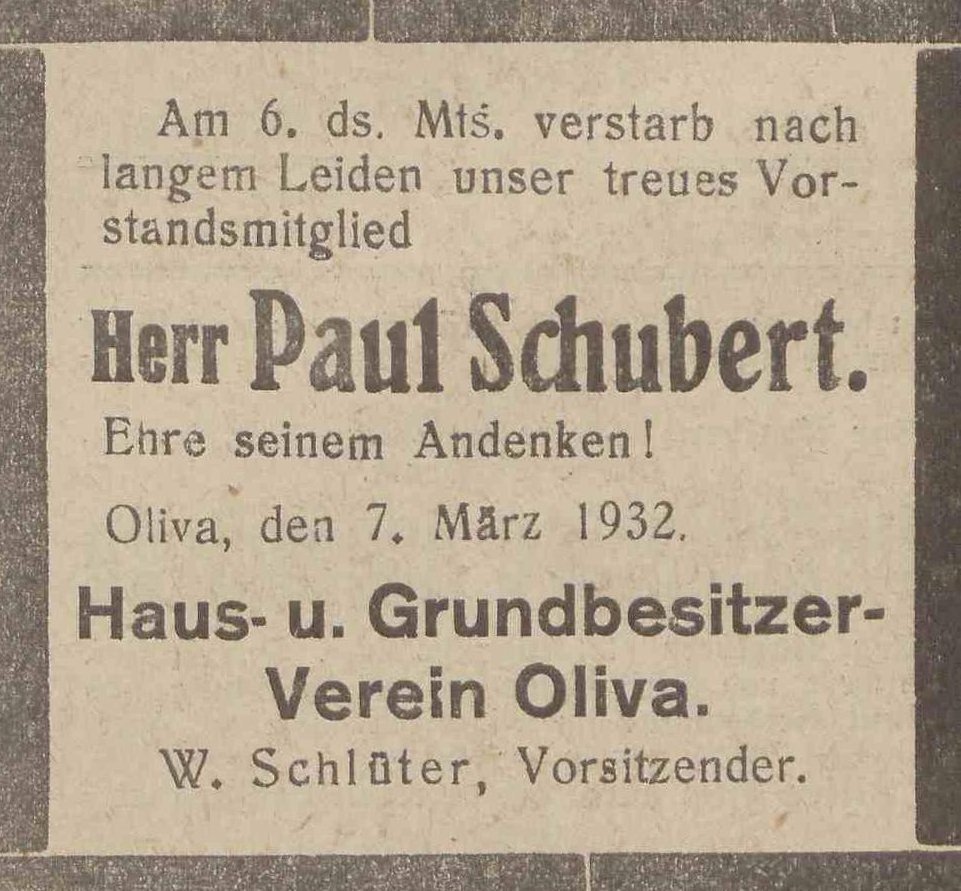 Am 6. ds. Mts. verstarb nach
langem Leiden unser treues Vor-
standsmitglied
Herr Paul Schubert.
Ehre seinem Andenken!
Oliva, den 7. März 1932.
Haus- u. Grundbesitzer-
Verein Oliva.
W. Schlüter, Vorsitzender.